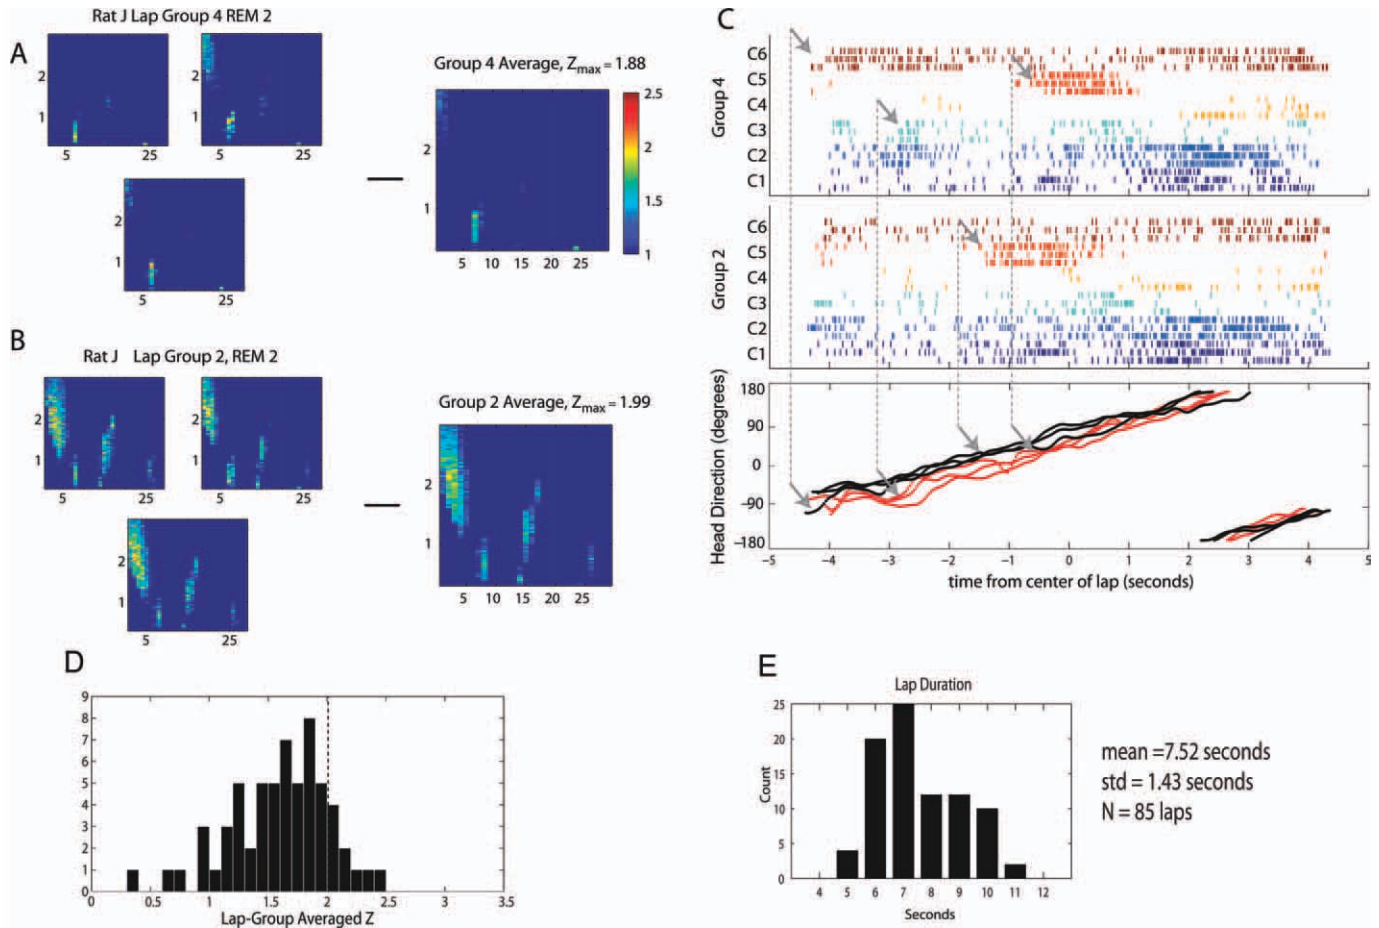 A
Rat J Lap Group 4 REM 2
2
1
5 25
2
1
5 25
2
1
5 25
Group 4 Average, Zmax = 1.88
2
1
5 10 15 20 25
2.5
2
1.5
1
B
Rat J Lap Group 2, REM 2
2
1
5 25
2
1
5 25
2
1
5 25
Group 2 Average, Zmax = 1.99
2
1
5 10 15 20 25
C
Group 4
C6
C5
C4
C3
C2
C1
Group 2
C6
C5
C4
C3
C2
C1
Head Direction (degrees)
180
90
0
-90
-180
-5 -4 -3 -2 -1 0 1 2 3 4 5
time from center of lap (seconds)
D
9
8
7
6
5
4
3
2
1
0
0 0.5 1 1.5 2 2.5 3 3.5
Lap-Group Averaged Z
E
Lap Duration
Count
25
20
15
10
5
0
4 5 6 7 8 9 10 11 12
Seconds
mean =7.52 seconds
std = 1.43 seconds
N = 85 laps